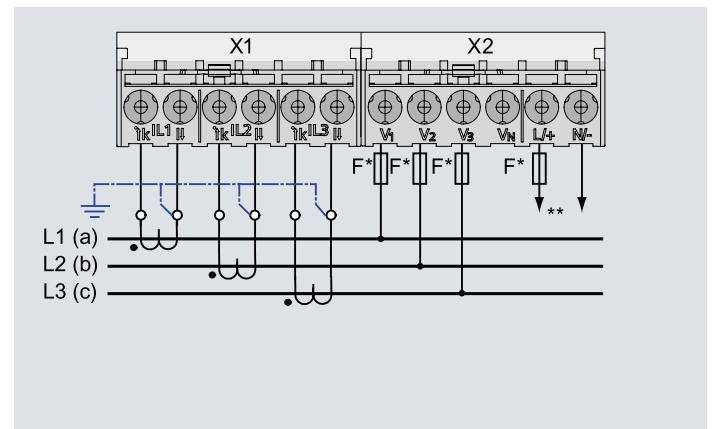 X1 X2
°k IL1 l↓ °k IL2 l↓ °k IL3 l↓ V1 V2 V3 VN L/+ N/-
F* F* F* F*
**
L1 (a)
L2 (b)
L3 (c)